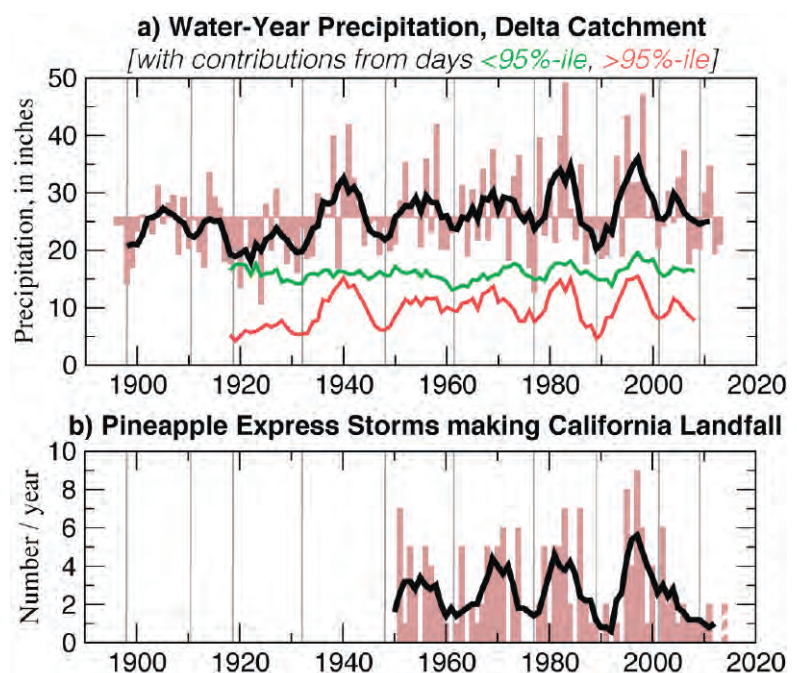 a) Water-Year Precipitation, Delta Catchment
[with contributions from days <95%-ile, >95%-ile]
50
40
30
20
10
0
Precipitation, in inches
1900 1920 1940 1960 1980 2000 2020
b) Pineapple Express Storms making California Landfall
10
8
6
4
2
0
Number / year
1900 1920 1940 1960 1980 2000 2020